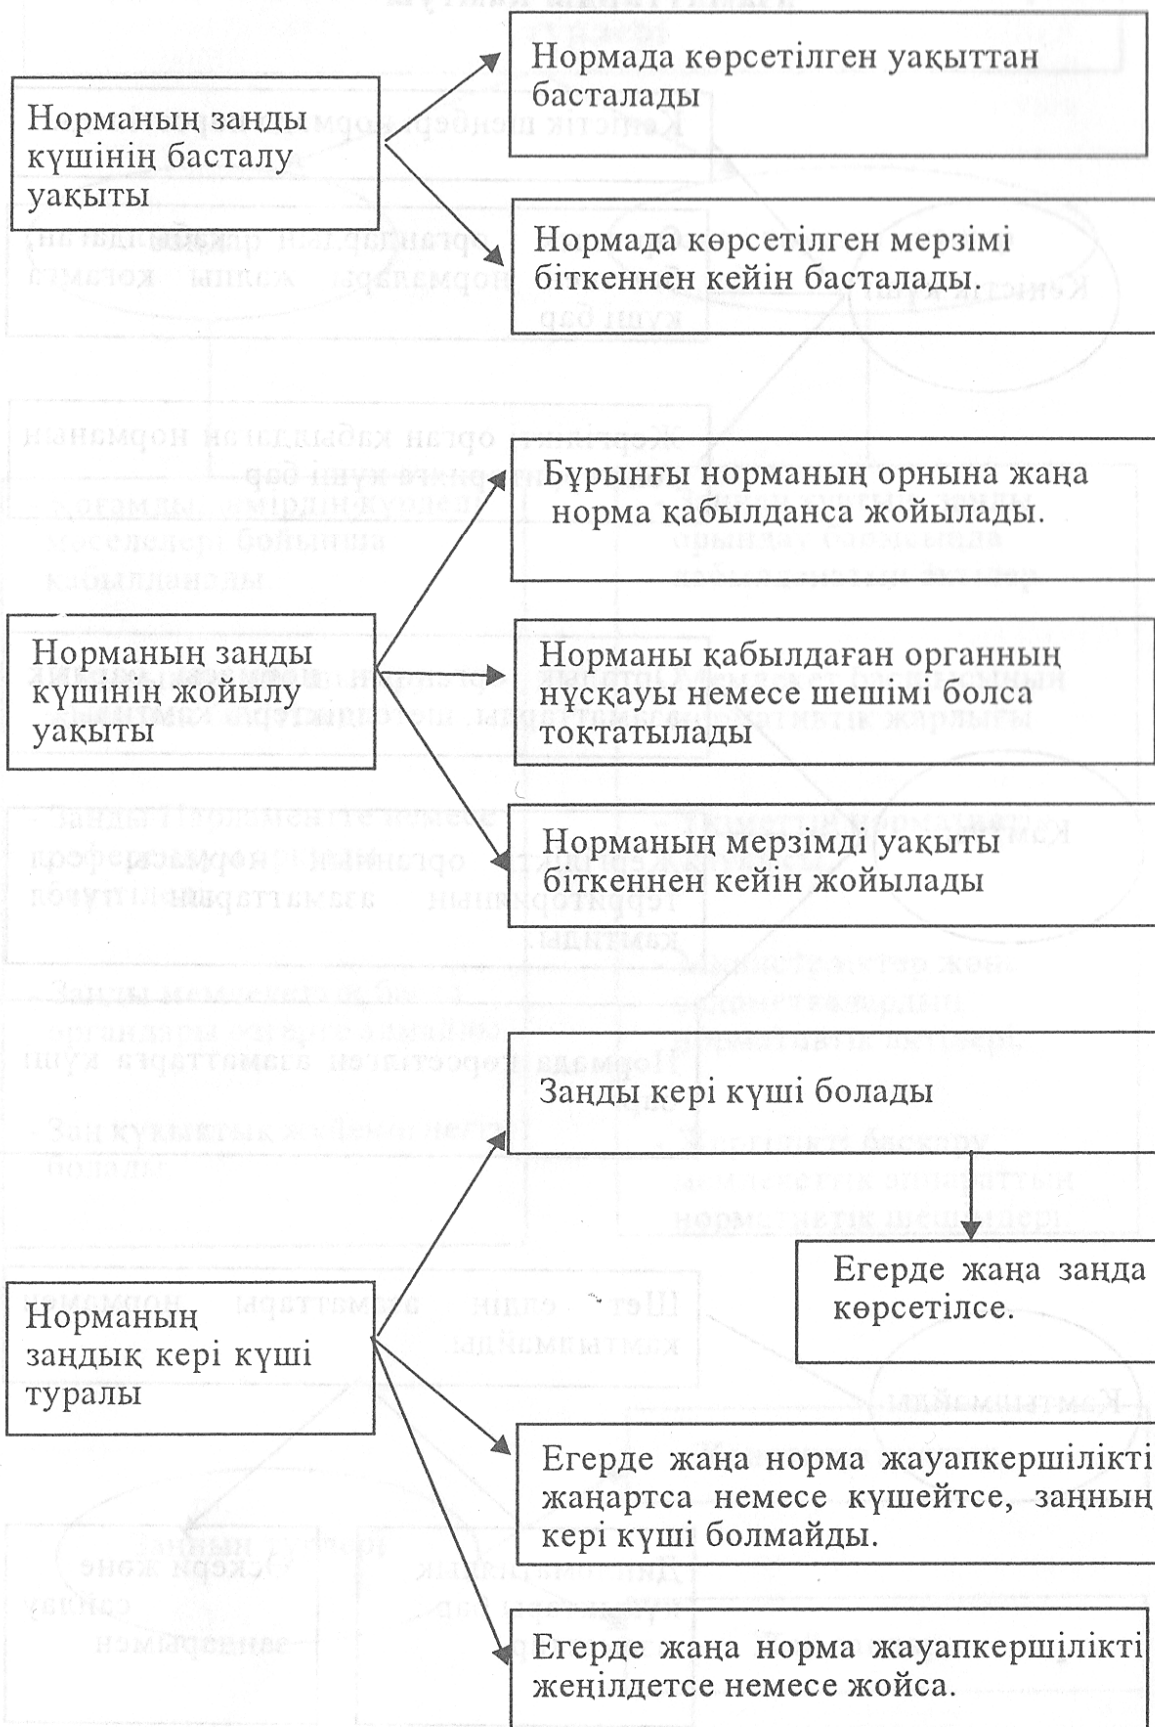 Нормада көрсетілген уақыттан
басталады
Норманың заңды
күшінің басталу
уақыты
Нормада көрсетілген мерзімі
біткеннен кейін басталады.
Бұрынғы норманың орнына жаңа
норма қабылданса жойылады.
Норманың заңды
күшінің жойылу
уақыты
Норманы қабылдаған органның
нұсқауы немесе шешімі болса
тоқтатылады
Норманың мерзімді уақыты
біткеннен кейін жойылады
Заңды кері күші болады
Егерде жаңа заңда
көрсетілсе.
Норманың
заңдық кері күші
туралы
Егерде жаңа норма жауапкершілікті
жаңартса немесе күшейтсе, заңның
кері күші болмайды.
Егерде жаңа норма жауапкершілікті
жеңілдетсе немесе жойса.